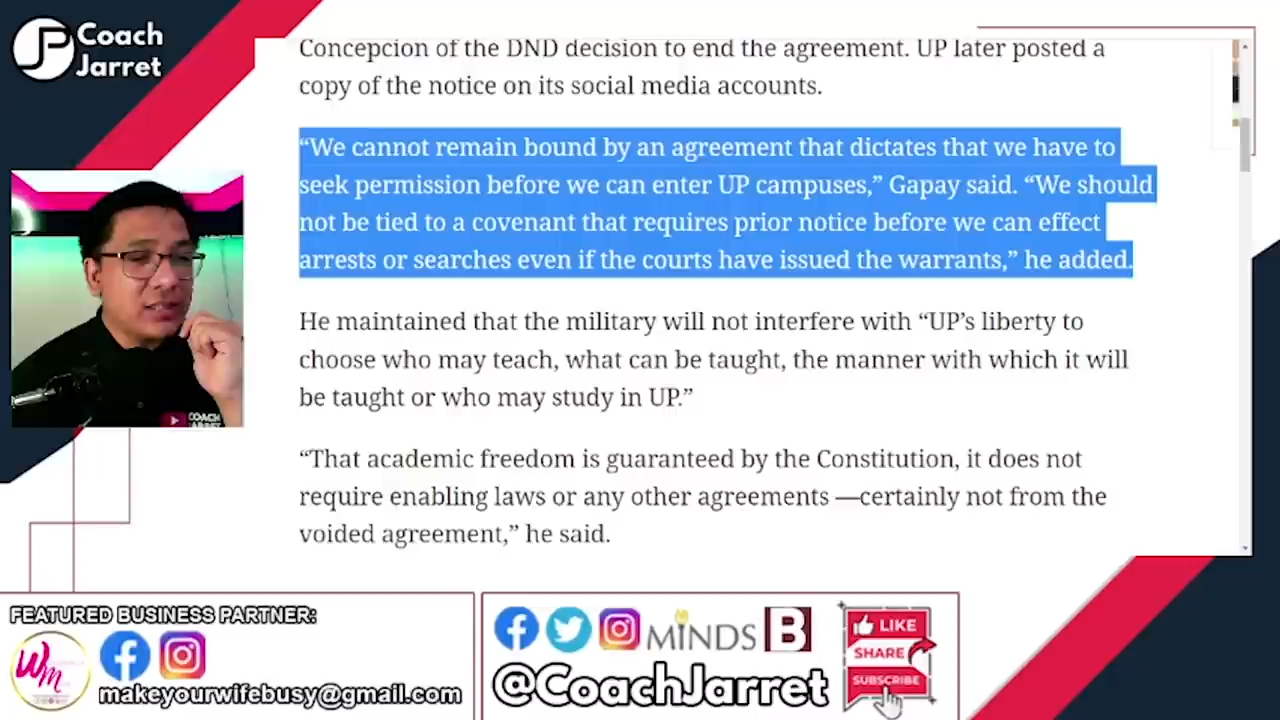 Coach
Jarret
Concepcion of the DND decision to end the agreement. UP later posted a
copy of the notice on its social media accounts.
“We cannot remain bound by an agreement that dictates that we have to
seek permission before we can enter UP campuses,” Gapay said. “We should
not be tied to a covenant that requires prior notice before we can effect
arrests or searches even if the courts have issued the warrants,” he added.
He maintained that the military will not interfere with “UP’s liberty to
choose who may teach, what can be taught, the manner with which it will
be taught or who may study in UP.”
“That academic freedom is guaranteed by the Constitution, it does not
require enabling laws or any other agreements —certainly not from the
voided agreement,” he said.
COACH
JARRET
FEATURED BUSINESS PARTNER:
Wm
makeyourwifebusy@gmail.com
MINDS
B
@CoachJarret
LIKE
SHARE
SUBSCRIBE